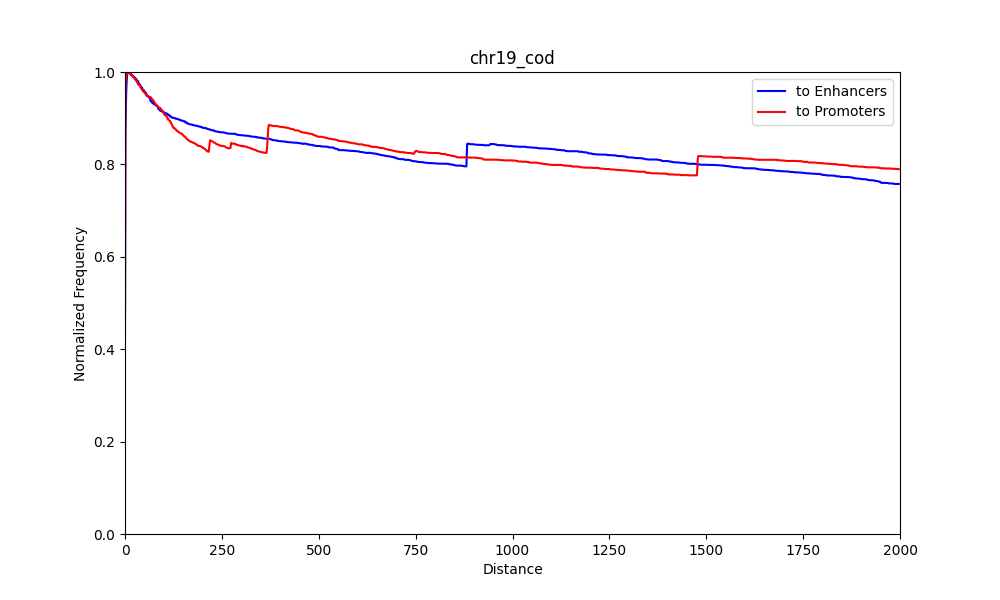 chr19_cod
1.0
0.8
0.6
0.4
0.2
0.0
Normalized Frequency
to Enhancers
to Promoters
0 250 500 750 1000 1250 1500 1750 2000
Distance